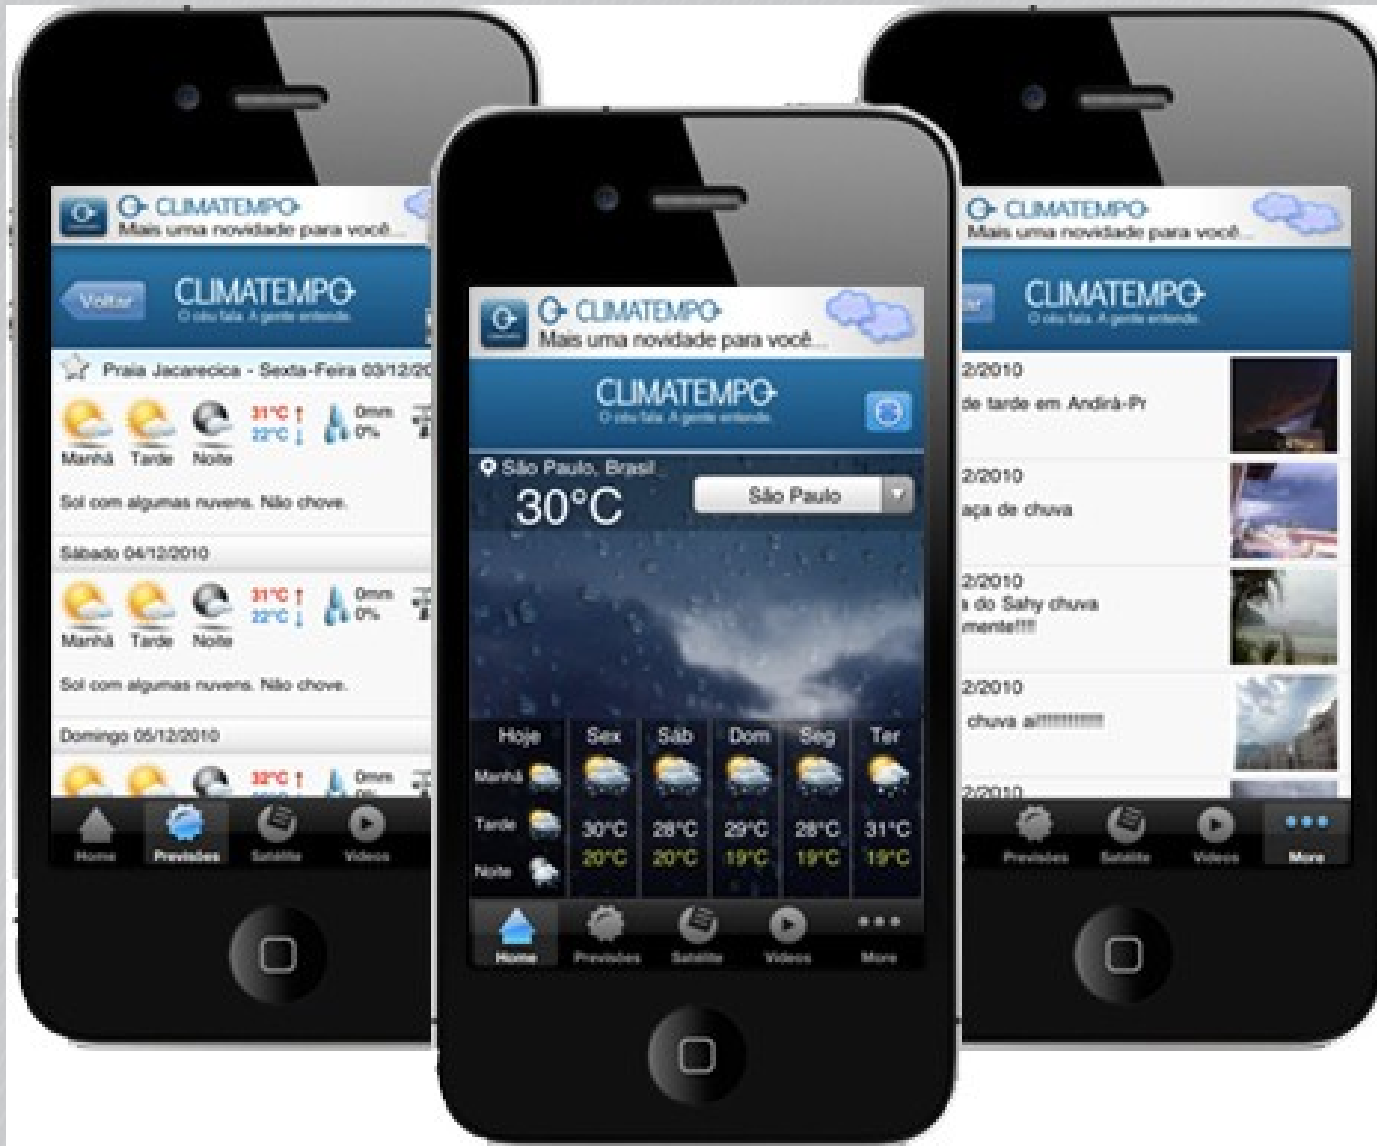 CLIMATEMPO
Mais uma novidade para você...
Voltar
CLIMATEMPO
O céu fala. A gente entende.
Praia Jacarecica - Sexta-Feira 03/12/20
31°C
22°C
0mm
0%
Manhã Tarde Noite
Sol com algumas nuvens. Não chove.
Sábado 04/12/2010
31°C
22°C
0mm
0%
Manhã Tarde Noite
Sol com algumas nuvens. Não chove.
Domingo 05/12/2010
32°C
0mm
Home Previsões Satélite Videos
CLIMATEMPO
Mais uma novidade para você...
CLIMATEMPO
O céu fala. A gente entende.
São Paulo, Brasil
30°C
São Paulo
Hoje Sex Sáb Dom Seg Ter
Manhã
Tarde 30°C 28°C 29°C 28°C 31°C
20°C 20°C 19°C 19°C 19°C
Noite
Home Previsões Satélite Videos More
CLIMATEMPO
Mais uma novidade para você...
ar
CLIMATEMPO
O céu fala. A gente entende.
2/2010
de tarde em Andirá-Pr
2/2010
aça de chuva
2/2010
a do Sahy chuva
mente!!!!
2/2010
chuva aí!!!!!!!!!!!!
2/2010
Previsões Satélite Videos More